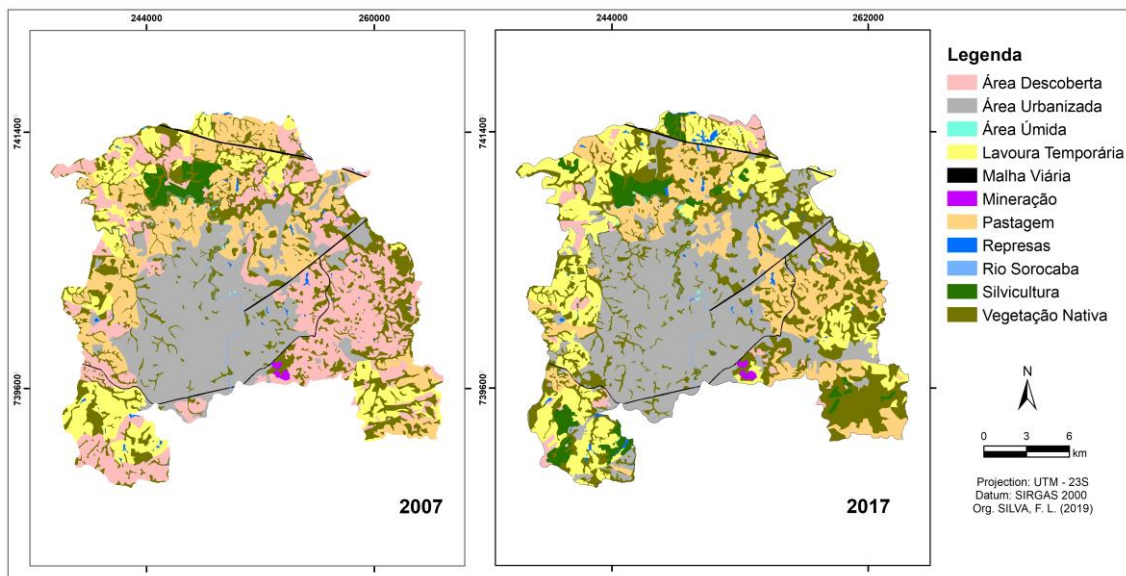 244000
260000
244000
262000
741400
741400
739600
739600
2007
2017
Legenda
Área Descoberta
Área Urbanizada
Área Úmida
Lavoura Temporária
Malha Viária
Mineração
Pastagem
Represas
Rio Sorocaba
Silvicultura
Vegetação Nativa
N
0 3 6
km
Projection: UTM - 23S
Datum: SIRGAS 2000
Org. SILVA, F. L. (2019)